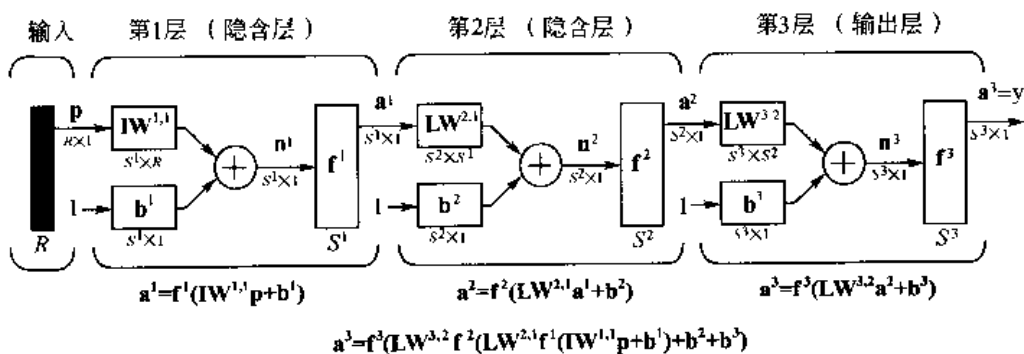 输入 第1层（隐含层） 第2层（隐含层） 第3层（输出层）
p a¹ a² a³=y
IW¹,¹ LW²,¹ LW³,²
R×1 S¹×R n¹ S¹×1 S²×S¹ n² S²×1 S³×S² n³ S³×1
S¹×1 f¹ S²×1 f² S³×1 f³
1 b¹ 1 b² 1 b³
R S¹×1 S¹ S²×1 S² S³×1 S³
a¹=f¹(IW¹,¹p+b¹) a²=f²(LW²,¹a¹+b²) a³=f³(LW³,²a²+b³)
a³=f³(LW³,²f²(LW²,¹f¹(IW¹,¹p+b¹)+b²+b³)